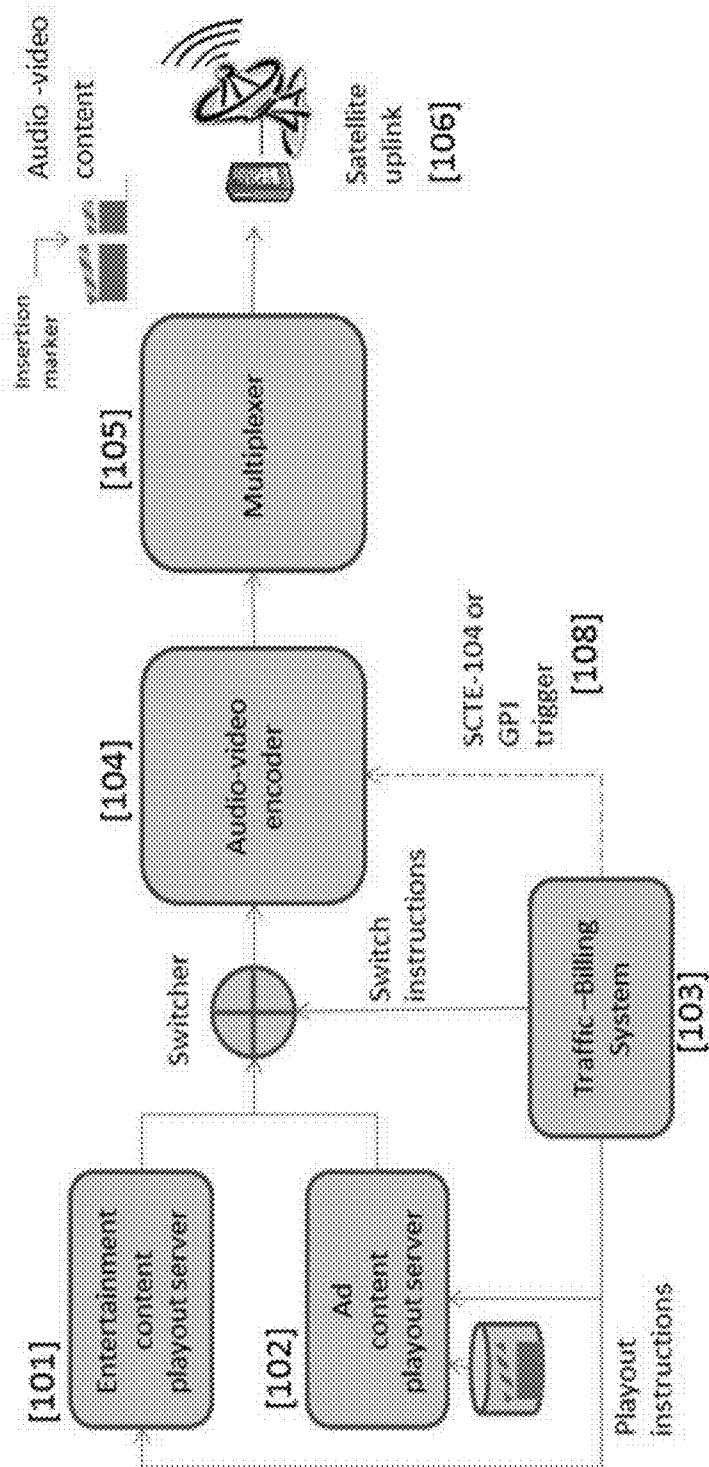 [101]
Entertainment
content
playout server
[102]
Ad
content
playout server
Playout
instructions
Switcher
Switch
instructions
Traffic–Billing
System
[103]
[104]
Audio-video
encoder
SCTE-104 or
GPI
trigger
[108]
[105]
Multiplexer
Insertion
marker
Audio -video
content
Satellite
uplink
[106]